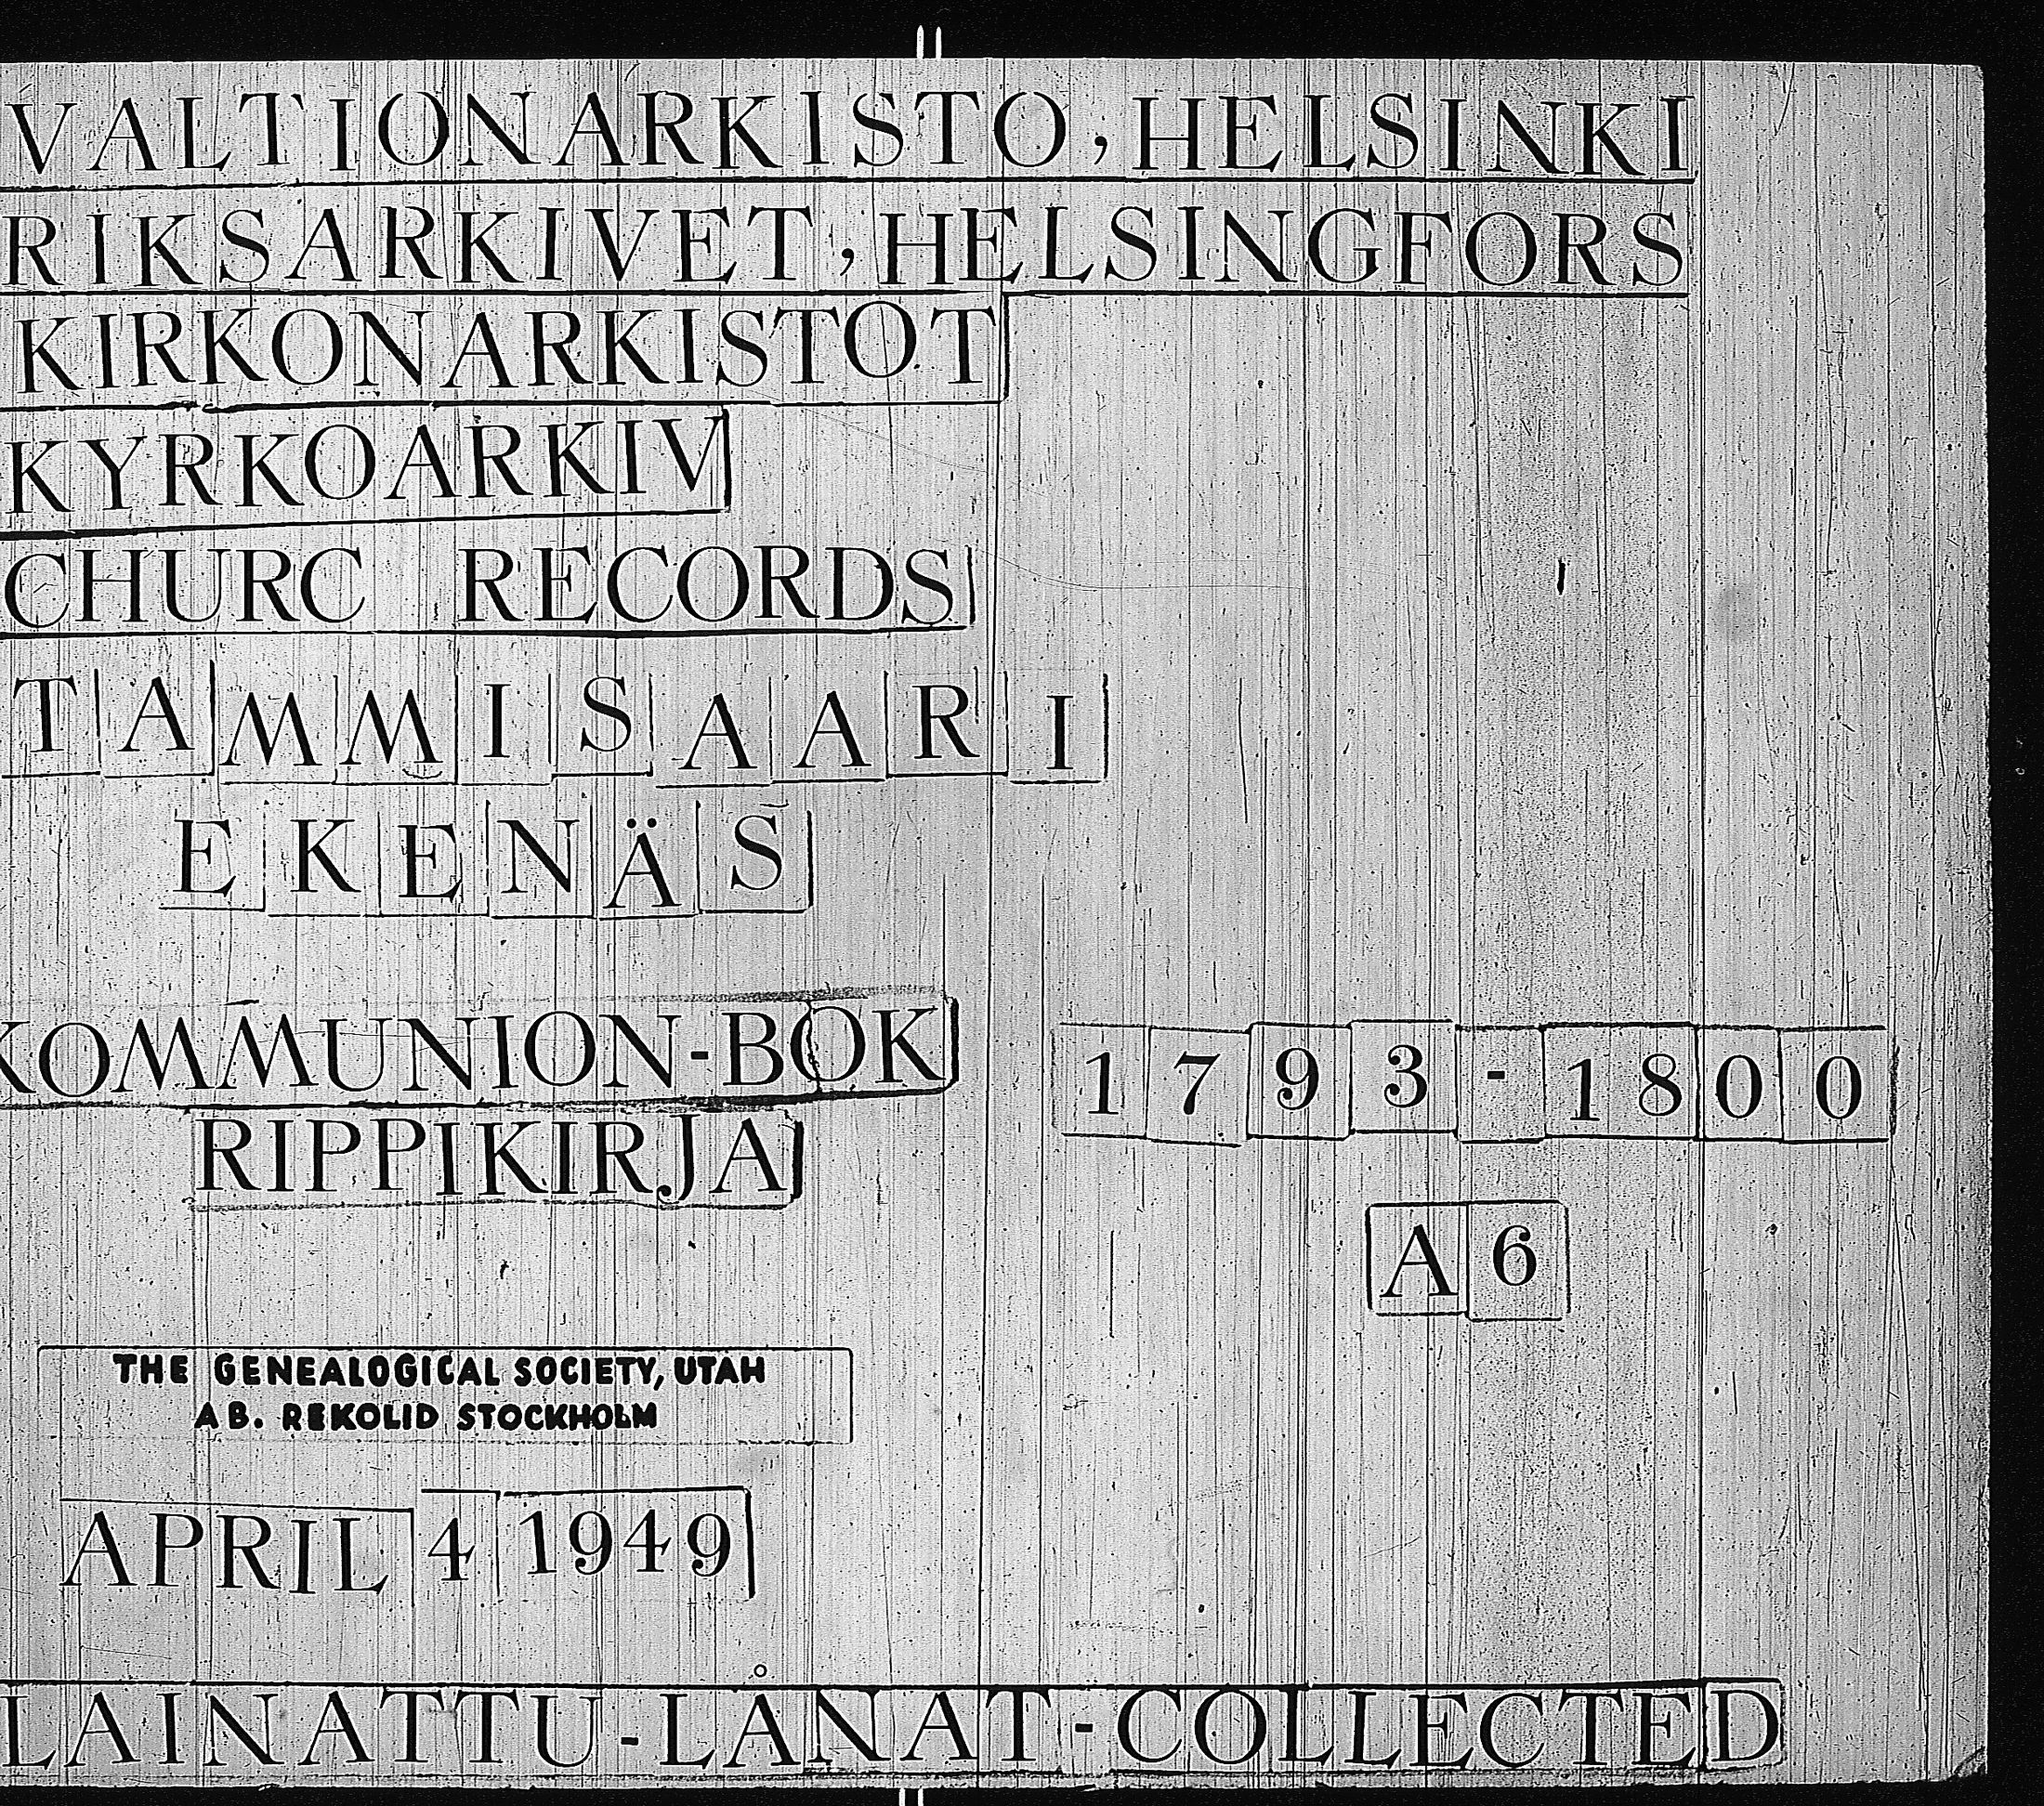 VALTIONARKISTO, HELSINKI
RIKSARKIVET, HELSINGFORS
KIRKONARKISTOT
KYRKOARKIV
CHURC RECORDS
TAMMISAARI
EKENÄS
KOMMUNION-BOK 1793-1800
RIPPIKIRJA
A6
THE GENEALOGICAL SOCIETY, UTAH
AB. REKOLID STOCKHOLM
APRIL 4 1949
LAINATTU-LÅNAT-COLLECTED